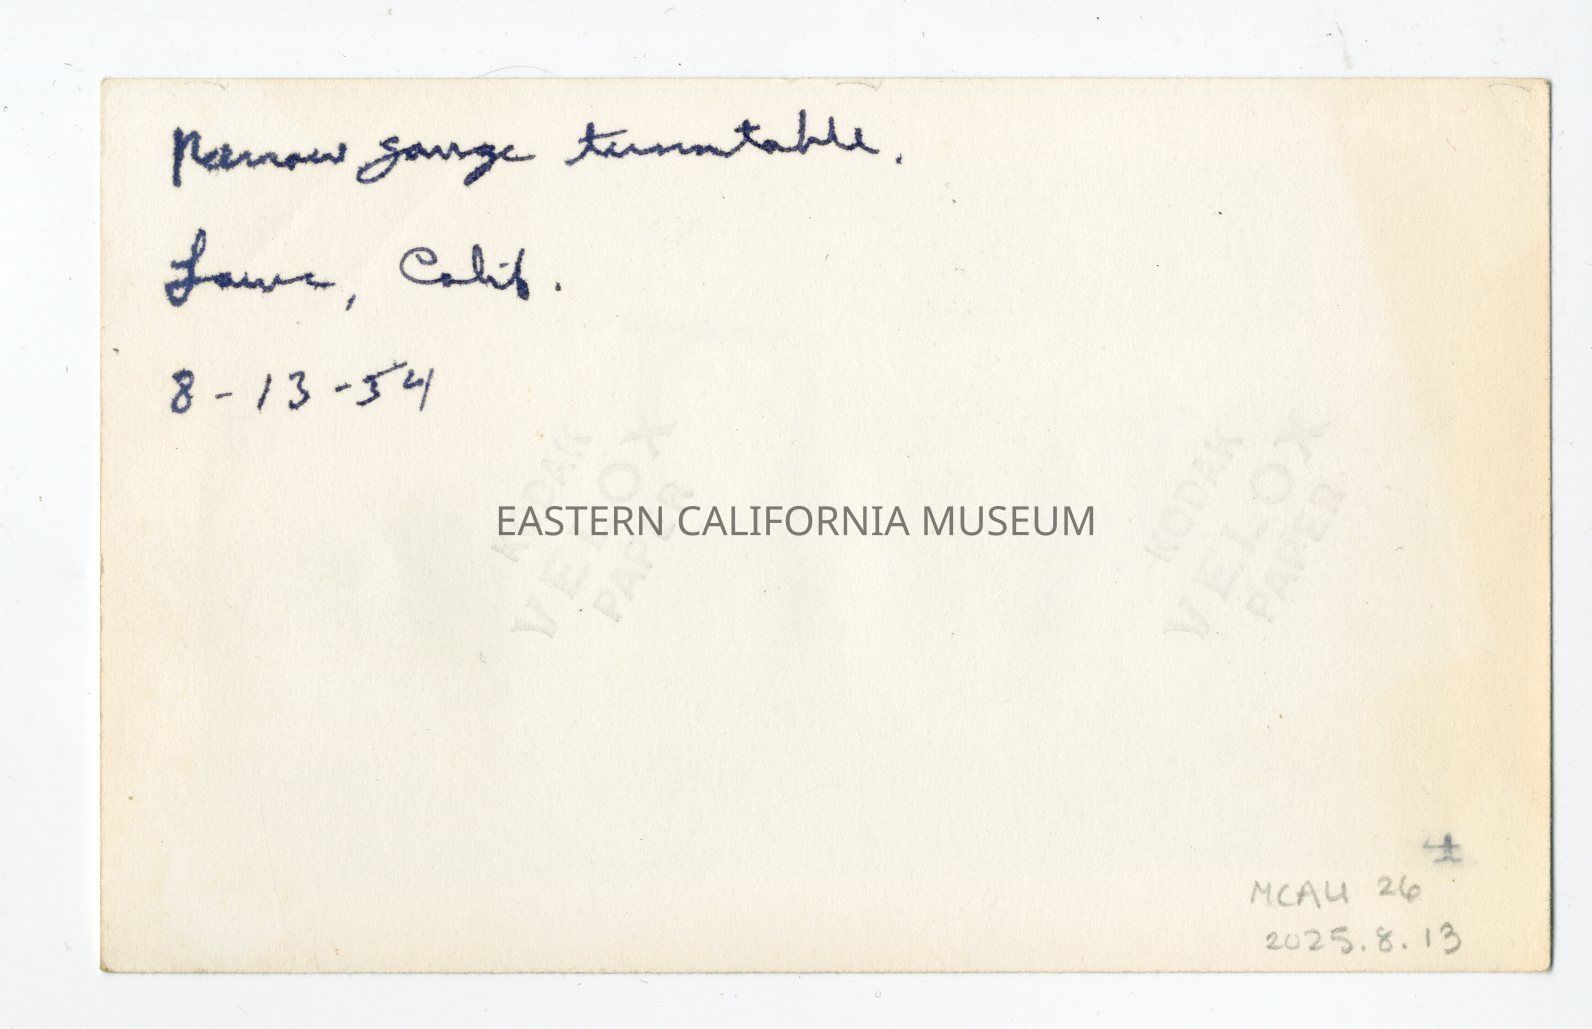 Narrow gauge turntable.
Laws, Calif.
8-13-54
KODAK
VELOX
PAPER
KODAK
VELOX
PAPER
EASTERN CALIFORNIA MUSEUM
MCAU 26
2025.8.13